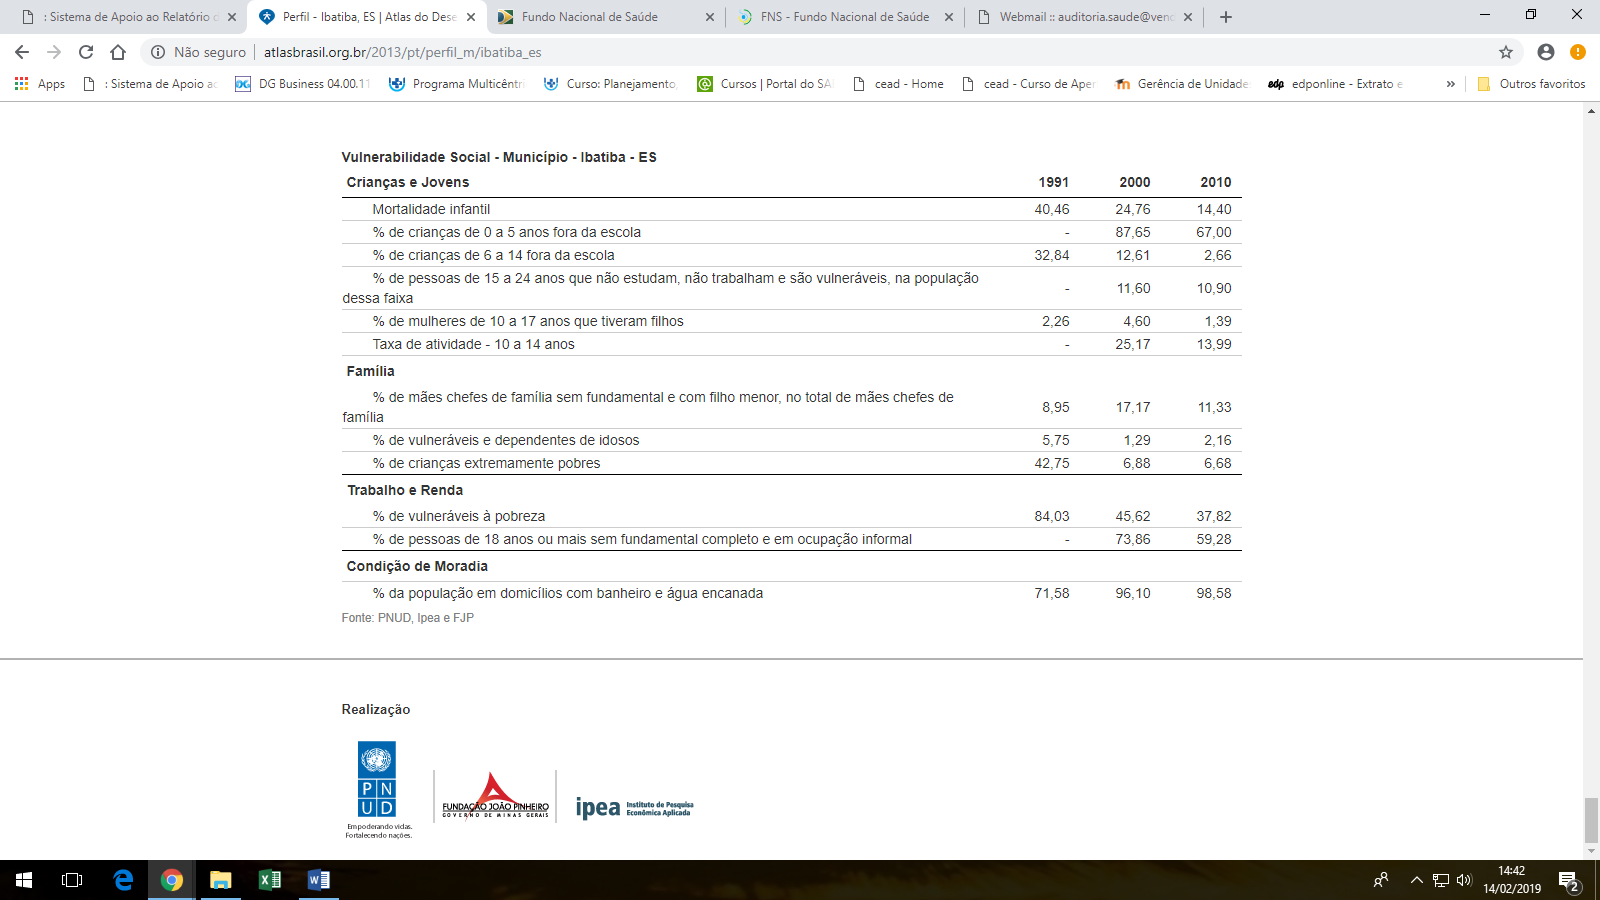 : Sistema de Apoio ao Relatório d
Perfil - Ibatiba, ES | Atlas do Dese
Fundo Nacional de Saúde
FNS - Fundo Nacional de Saúde
Webmail :: auditoria.saude@venc
Não seguro
atlasbrasil.org.br/2013/pt/perfil_m/ibatiba_es
Apps
: Sistema de Apoio ao
DG Business 04.00.11
Programa Multicêntri
Curso: Planejamento,
Cursos | Portal do SA
cead - Home
cead - Curso de Aper
Gerência de Unidade
edp
edponline - Extrato e
»
Outros favoritos
Vulnerabilidade Social - Município - Ibatiba - ES
Crianças e Jovens 1991 2000 2010
Mortalidade infantil 40,46 24,76 14,40
% de crianças de 0 a 5 anos fora da escola - 87,65 67,00
% de crianças de 6 a 14 fora da escola 32,84 12,61 2,66
% de pessoas de 15 a 24 anos que não estudam, não trabalham e são vulneráveis, na população
dessa faixa - 11,60 10,90
% de mulheres de 10 a 17 anos que tiveram filhos 2,26 4,60 1,39
Taxa de atividade - 10 a 14 anos - 25,17 13,99
Família
% de mães chefes de família sem fundamental e com filho menor, no total de mães chefes de
família 8,95 17,17 11,33
% de vulneráveis e dependentes de idosos 5,75 1,29 2,16
% de crianças extremamente pobres 42,75 6,88 6,68
Trabalho e Renda
% de vulneráveis à pobreza 84,03 45,62 37,82
% de pessoas de 18 anos ou mais sem fundamental completo e em ocupação informal - 73,86 59,28
Condição de Moradia
% da população em domicílios com banheiro e água encanada 71,58 96,10 98,58
Fonte: PNUD, Ipea e FJP
Realização
P N
U D
Empoderando vidas.
Fortalecendo nações.
FUNDAÇÃO JOÃO PINHEIRO
GOVERNO DE MINAS GERAIS
ipea Instituto de Pesquisa
Econômica Aplicada
14:42
14/02/2019
2